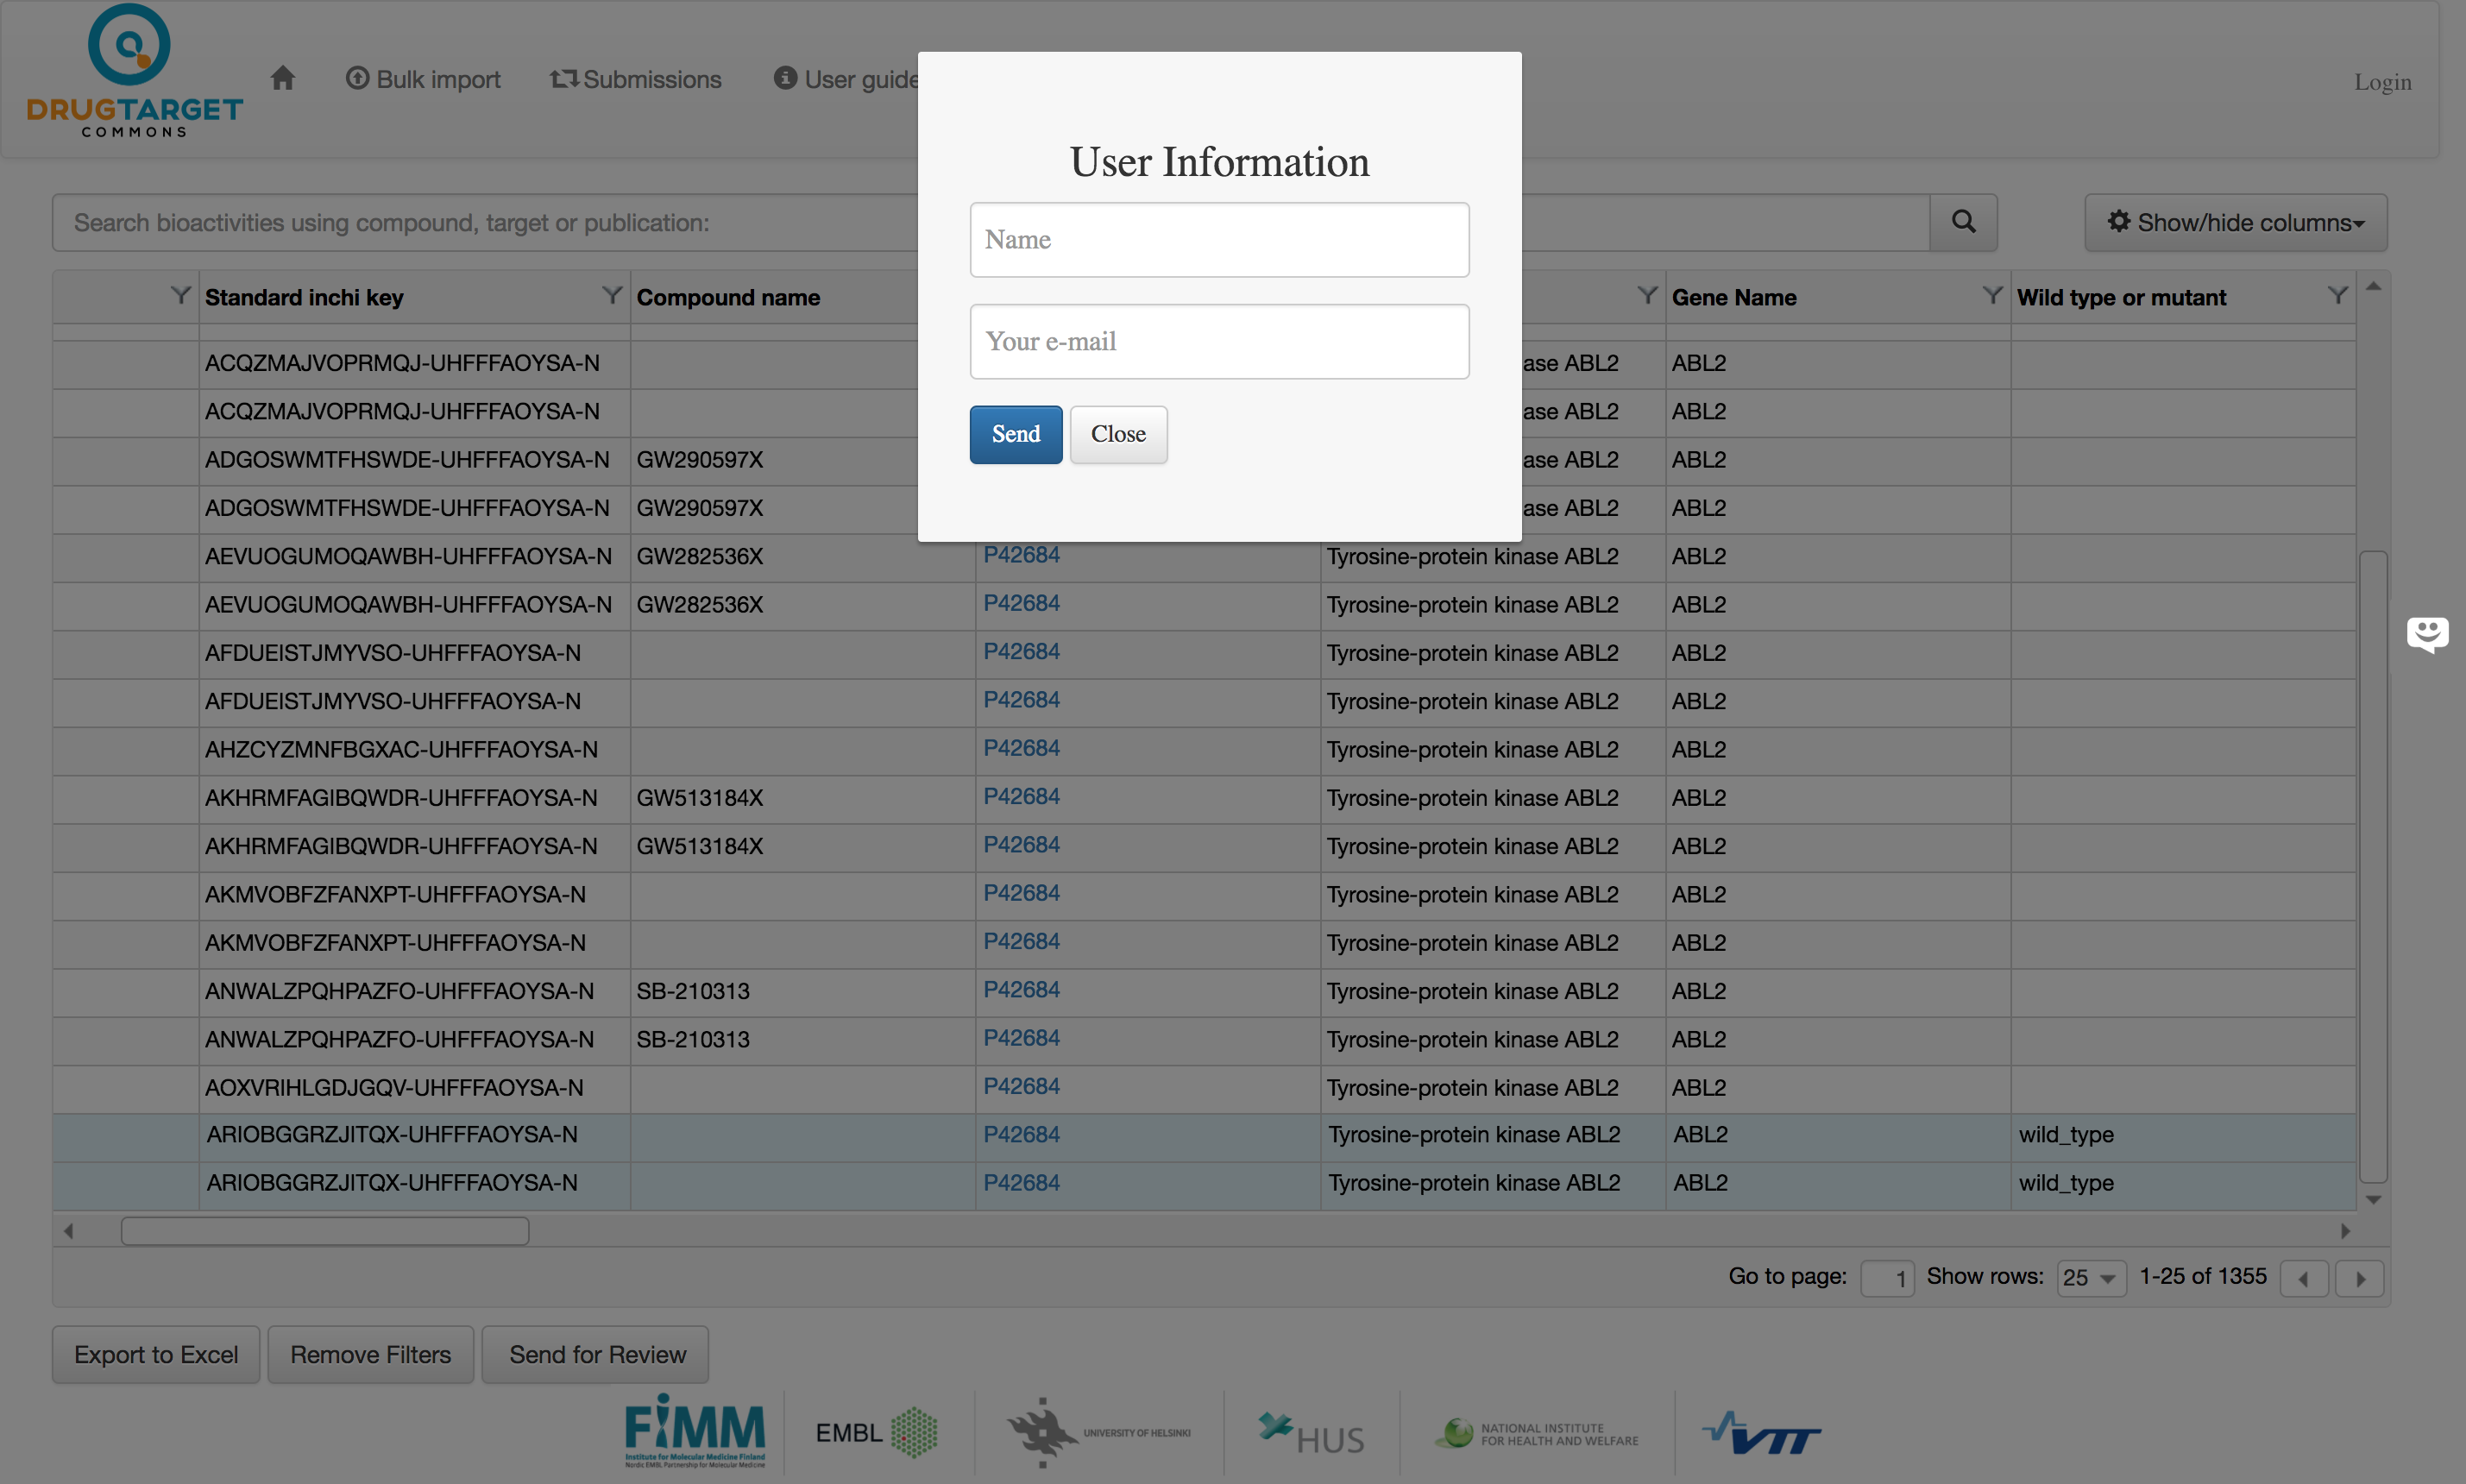 DRUGTARGET
COMMONS
Bulk import
Submissions
User guide
Login
User Information
Name
Your e-mail
Send Close
Search bioactivities using compound, target or publication:
Show/hide columns
Standard inchi key Compound name Gene Name Wild type or mutant
ACQZMAJVOPRMQJ-UHFFFAOYSA-N ase ABL2 ABL2
ACQZMAJVOPRMQJ-UHFFFAOYSA-N ase ABL2 ABL2
ADGOSWMTFHSWDE-UHFFFAOYSA-N GW290597X ase ABL2 ABL2
ADGOSWMTFHSWDE-UHFFFAOYSA-N GW290597X ase ABL2 ABL2
AEVUOGUMOQAWBH-UHFFFAOYSA-N GW282536X P42684 Tyrosine-protein kinase ABL2 ABL2
AEVUOGUMOQAWBH-UHFFFAOYSA-N GW282536X P42684 Tyrosine-protein kinase ABL2 ABL2
AFDUEISTJMYVSO-UHFFFAOYSA-N P42684 Tyrosine-protein kinase ABL2 ABL2
AFDUEISTJMYVSO-UHFFFAOYSA-N P42684 Tyrosine-protein kinase ABL2 ABL2
AHZCYZMNFBGXAC-UHFFFAOYSA-N P42684 Tyrosine-protein kinase ABL2 ABL2
AKHRMFAGIBQWDR-UHFFFAOYSA-N GW513184X P42684 Tyrosine-protein kinase ABL2 ABL2
AKHRMFAGIBQWDR-UHFFFAOYSA-N GW513184X P42684 Tyrosine-protein kinase ABL2 ABL2
AKMVOBFZFANXPT-UHFFFAOYSA-N P42684 Tyrosine-protein kinase ABL2 ABL2
AKMVOBFZFANXPT-UHFFFAOYSA-N P42684 Tyrosine-protein kinase ABL2 ABL2
ANWALZPQHPAZFO-UHFFFAOYSA-N SB-210313 P42684 Tyrosine-protein kinase ABL2 ABL2
ANWALZPQHPAZFO-UHFFFAOYSA-N SB-210313 P42684 Tyrosine-protein kinase ABL2 ABL2
AOXVRIHLGDJGQV-UHFFFAOYSA-N P42684 Tyrosine-protein kinase ABL2 ABL2
ARIOBGGRZJITQX-UHFFFAOYSA-N P42684 Tyrosine-protein kinase ABL2 ABL2 wild_type
ARIOBGGRZJITQX-UHFFFAOYSA-N P42684 Tyrosine-protein kinase ABL2 ABL2 wild_type
Go to page: 1 Show rows: 25 1-25 of 1355
Export to Excel Remove Filters Send for Review
FIMM
Institute for Molecular Medicine Finland
Nordic EMBL Partnership for Molecular Medicine
EMBL
UNIVERSITY OF HELSINKI
HUS
NATIONAL INSTITUTE
FOR HEALTH AND WELFARE
VTT